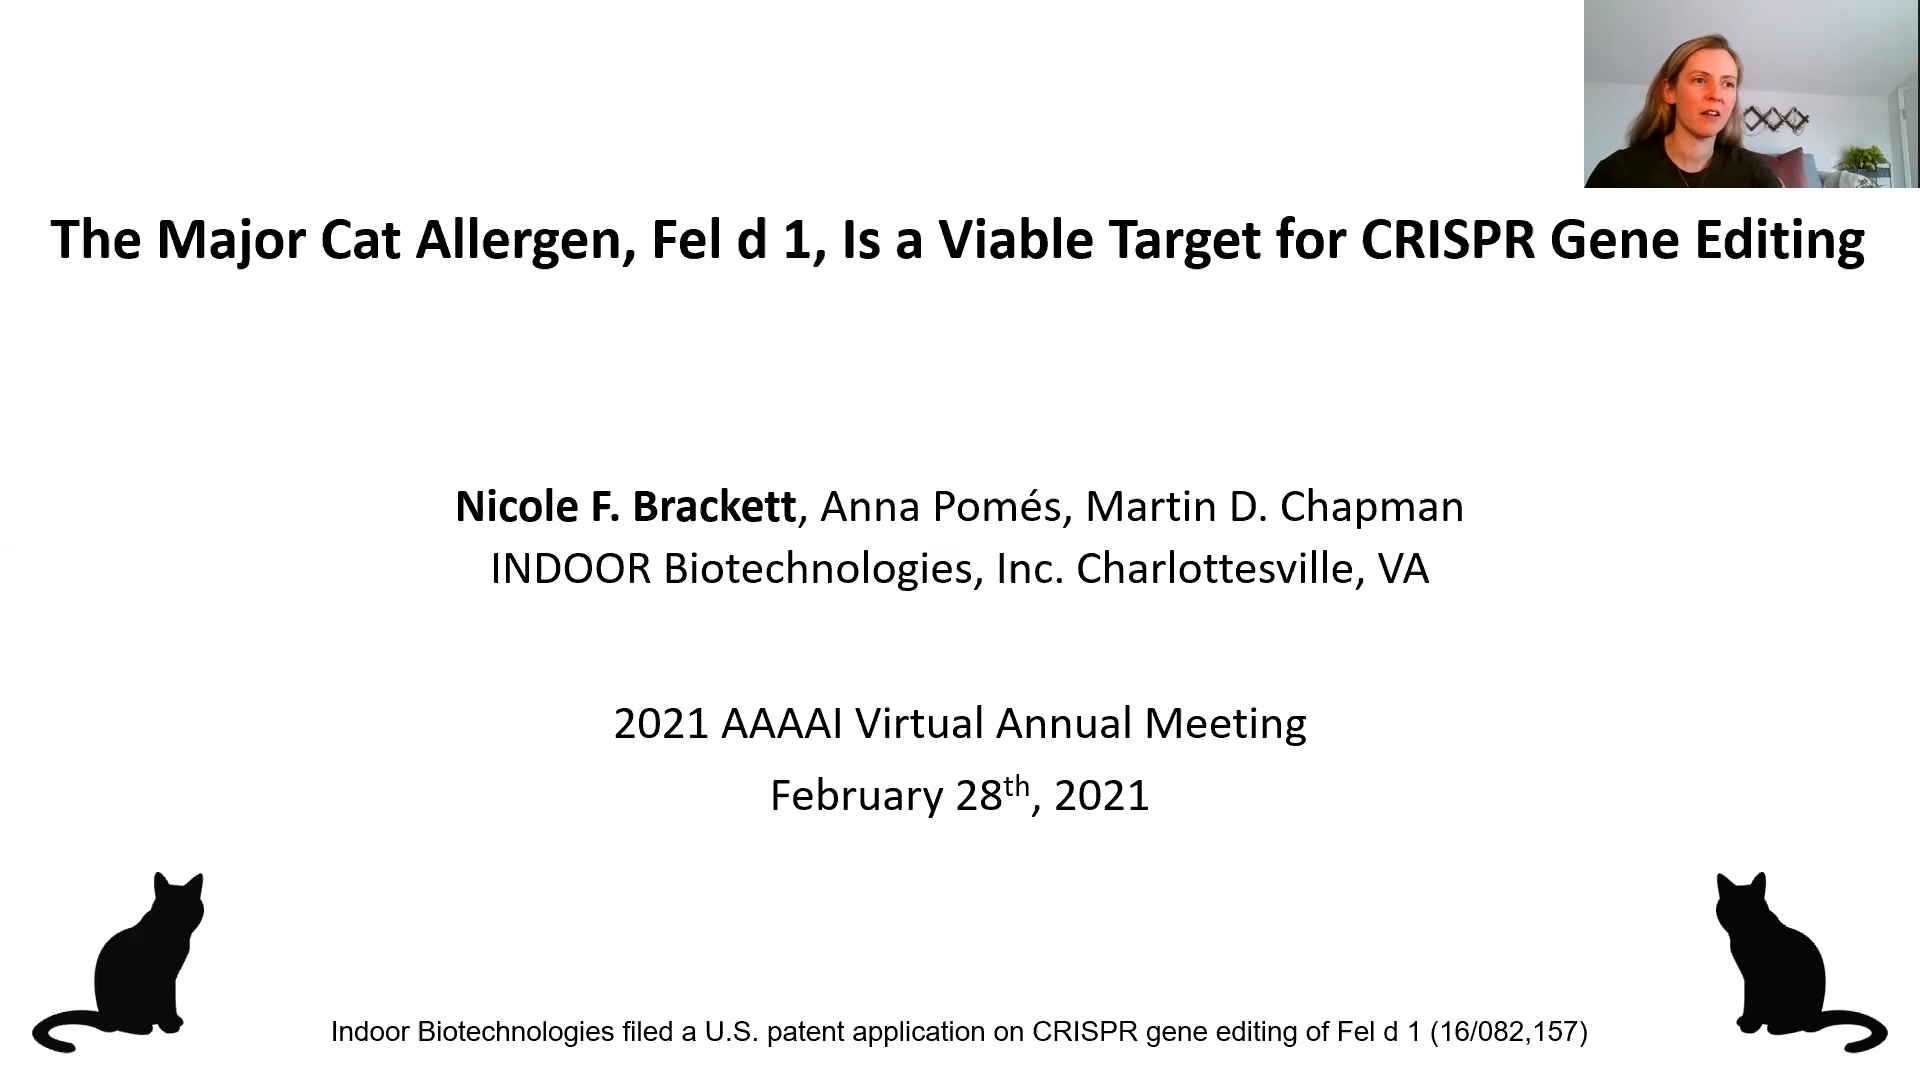 The Major Cat Allergen, Fel d 1, Is a Viable Target for CRISPR Gene Editing
Nicole F. Brackett, Anna Pomés, Martin D. Chapman
INDOOR Biotechnologies, Inc. Charlottesville, VA
2021 AAAAI Virtual Annual Meeting
February 28th, 2021
Indoor Biotechnologies filed a U.S. patent application on CRISPR gene editing of Fel d 1 (16/082,157)